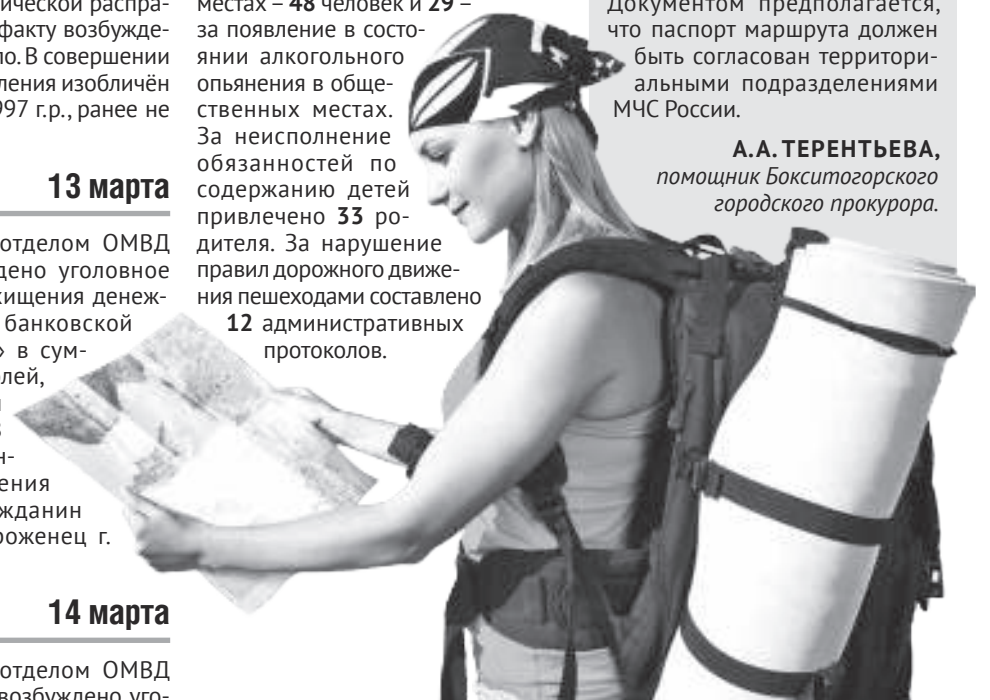 ической распра-
факту возбужде-
ло. В совершении
ления изобличён
997 г.р., ранее не
13 марта
отделом ОМВД
дено уголовное
хищения денеж-
банковской
» в сум-
лей,
н-
ения
жданин
роженец г.
14 марта
отделом ОМВД
возбуждено уго-
местах – 48 человек и 29 –
за появление в состо-
янии алкогольного
опьянения в обще-
ственных местах.
За неисполнение
обязанностей по
содержанию детей
привлечено 33 ро-
дителя. За нарушение
правил дорожного движе-
ния пешеходами составлено
12 административных
протоколов.
Документом предполагается,
что паспорт маршрута должен
быть согласован территори-
альными подразделениями
МЧС России.
А.А. ТЕРЕНТЬЕВА,
помощник Бокситогорского
городского прокурора.